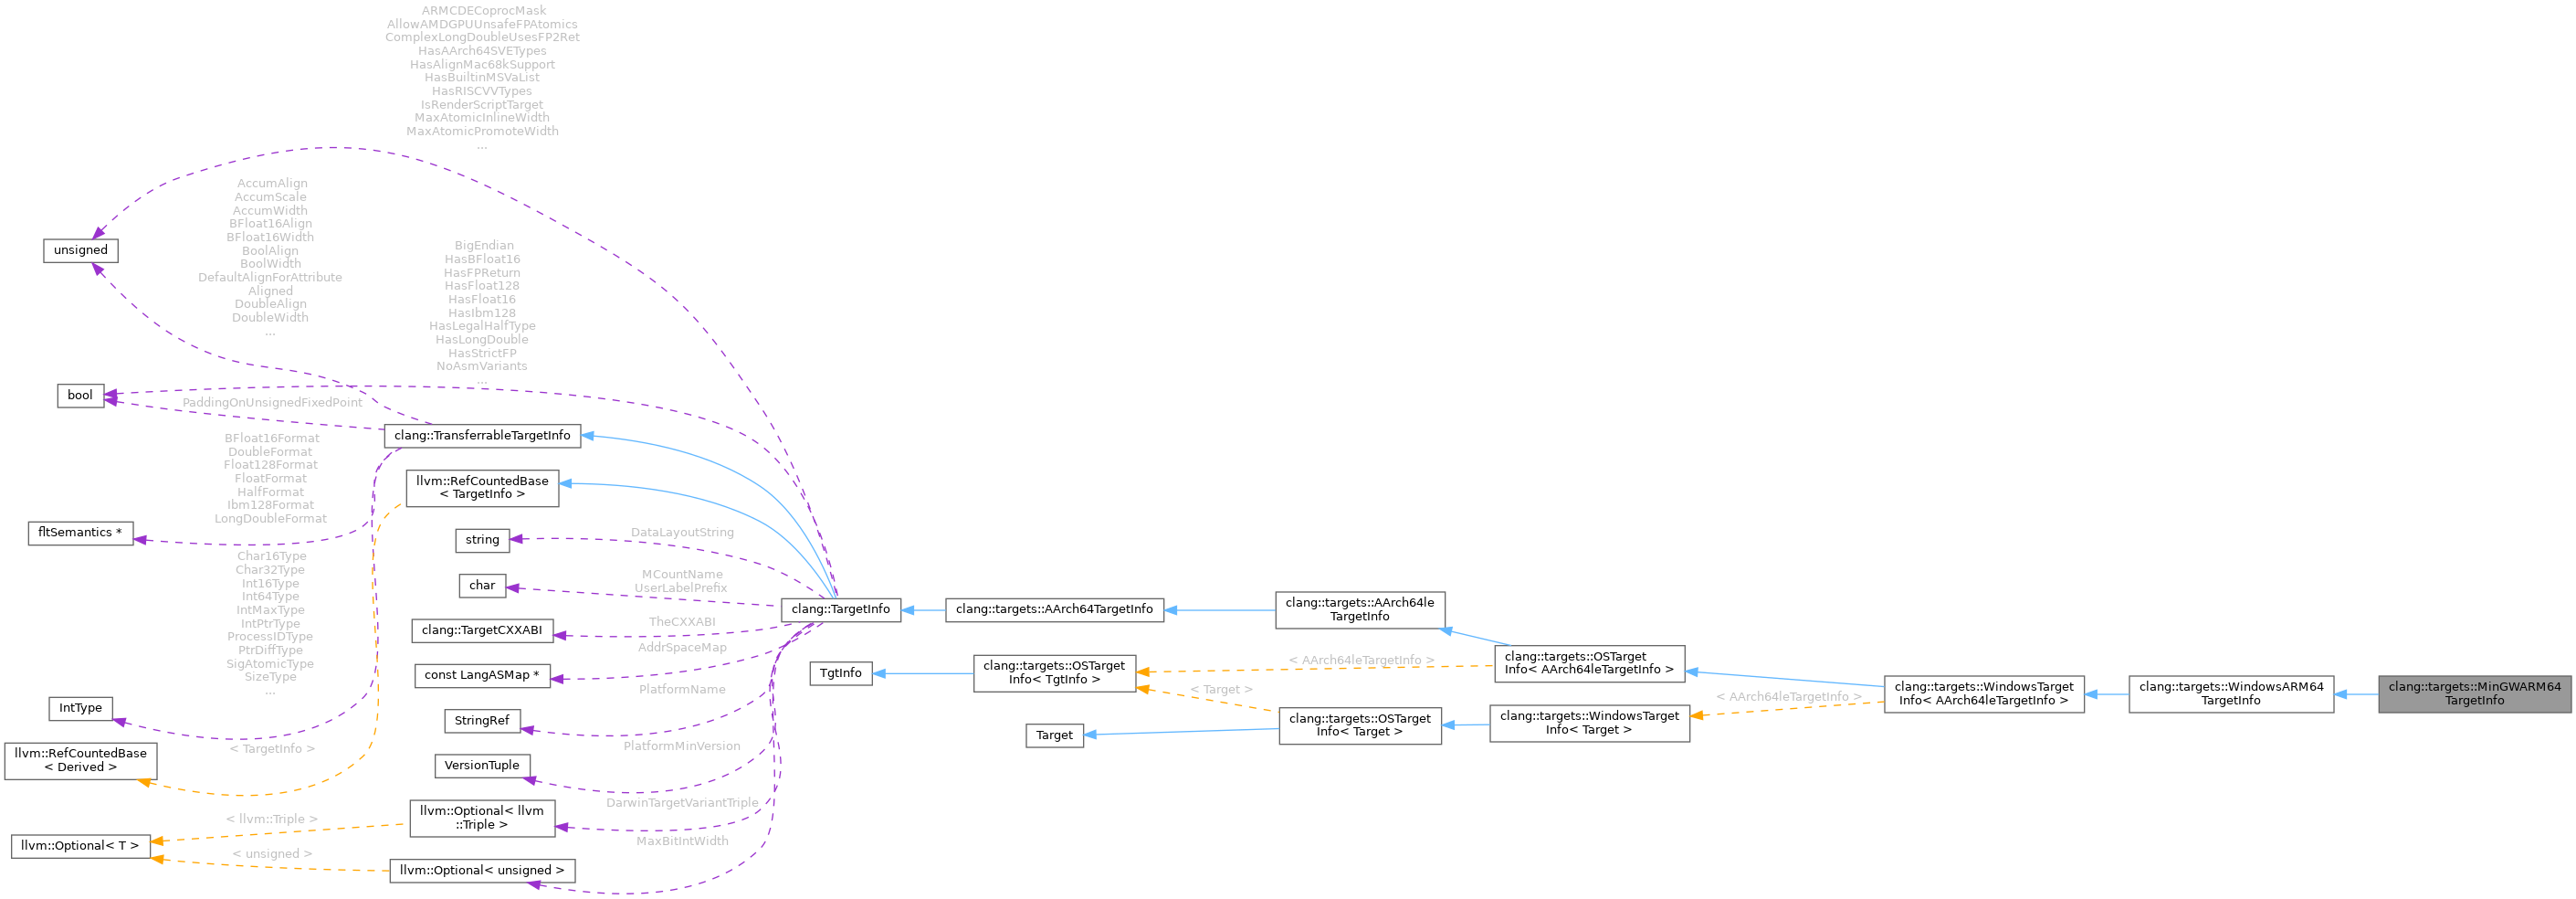 ARMCDECoprocMask
AllowAMDGPUUnsafeFPAtomics
ComplexLongDoubleUsesFP2Ret
HasAArch64SVETypes
HasAlignMac68kSupport
HasBuiltinMSVaList
HasRISCVVTypes
IsRenderScriptTarget
MaxAtomicInlineWidth
MaxAtomicPromoteWidth
...
AccumAlign
AccumScale
AccumWidth
BFloat16Align
BFloat16Width
BoolAlign
BoolWidth
DefaultAlignForAttribute
Aligned
DoubleAlign
DoubleWidth
...
unsigned
BigEndian
HasBFloat16
HasFPReturn
HasFloat128
HasFloat16
HasIbm128
HasLegalHalfType
HasLongDouble
HasStrictFP
NoAsmVariants
...
bool
PaddingOnUnsignedFixedPoint
clang::TransferrableTargetInfo
BFloat16Format
DoubleFormat
Float128Format
FloatFormat
HalfFormat
Ibm128Format
LongDoubleFormat
llvm::RefCountedBase
< TargetInfo >
fltSemantics *
string
DataLayoutString
Char16Type
Char32Type
Int16Type
Int64Type
IntMaxType
IntPtrType
ProcessIDType
PtrDiffType
SigAtomicType
SizeType
...
char
MCountName
UserLabelPrefix
clang::TargetInfo
clang::targets::AArch64TargetInfo
clang::targets::AArch64le
TargetInfo
clang::TargetCXXABI
TheCXXABI
AddrSpaceMap
const LangASMap *
TgtInfo
clang::targets::OSTarget
Info< TgtInfo >
< AArch64leTargetInfo >
clang::targets::OSTarget
Info< AArch64leTargetInfo >
< Target >
PlatformName
IntType
StringRef
Target
clang::targets::OSTarget
Info< Target >
clang::targets::WindowsTarget
Info< Target >
< AArch64leTargetInfo >
clang::targets::WindowsTarget
Info< AArch64leTargetInfo >
clang::targets::WindowsARM64
TargetInfo
clang::targets::MinGWARM64
TargetInfo
< TargetInfo >
llvm::RefCountedBase
< Derived >
PlatformMinVersion
VersionTuple
DarwinTargetVariantTriple
llvm::Optional< llvm
::Triple >
< llvm::Triple >
llvm::Optional< T >
< unsigned >
MaxBitIntWidth
llvm::Optional< unsigned >